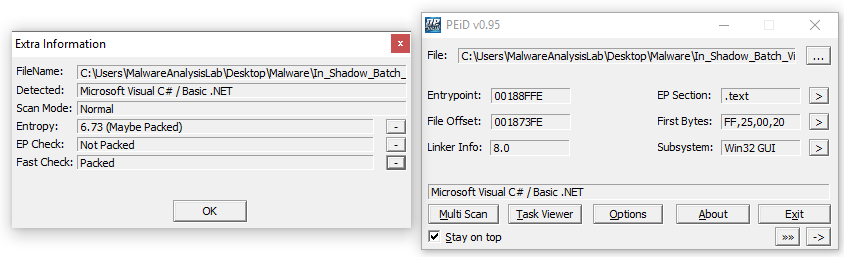 Extra Information
x
FileName: C:\Users\MalwareAnalysisLab\Desktop\Malware\In_Shadow_Batch_
Detected: Microsoft Visual C# / Basic .NET
Scan Mode: Normal
Entropy: 6.73 (Maybe Packed) -
EP Check: Not Packed -
Fast Check: Packed -
OK
PEiD v0.95
File: C:\Users\MalwareAnalysisLab\Desktop\Malware\In_Shadow_Batch_Vi ...
Entrypoint: 00188FFE EP Section: .text >
File Offset: 001873FE First Bytes: FF,25,00,20 >
Linker Info: 8.0 Subsystem: Win32 GUI >
Microsoft Visual C# / Basic .NET
Multi Scan Task Viewer Options About Exit
Stay on top »» ->